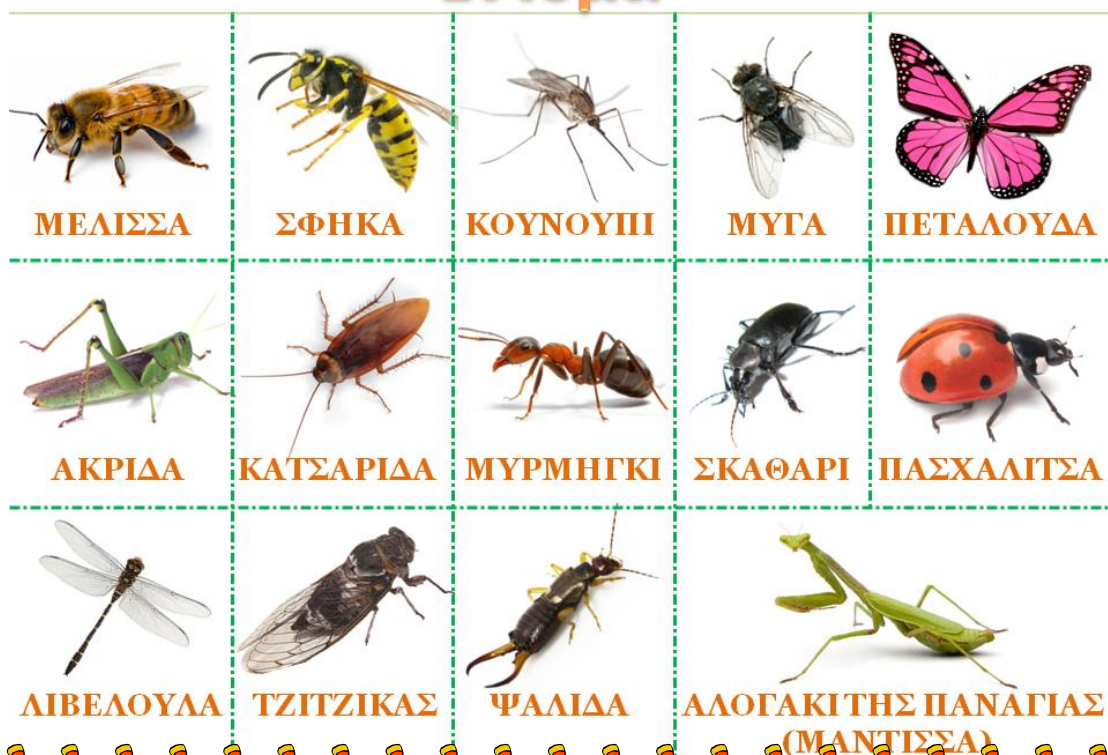 ΜΕΛΙΣΣΑ
ΣΦΗΚΑ
ΚΟΥΝΟΥΠΙ
ΜΥΓΑ
ΠΕΤΑΛΟΥΔΑ
ΑΚΡΙΔΑ
ΚΑΤΣΑΡΙΔΑ
ΜΥΡΜΗΓΚΙ
ΣΚΑΘΑΡΙ
ΠΑΣΧΑΛΙΤΣΑ
ΛΙΒΕΛΟΥΛΑ
ΤΖΙΤΖΙΚΑΣ
ΨΑΛΙΔΑ
ΑΛΟΓΑΚΙ ΤΗΣ ΠΑΝΑΓΙΑΣ
(ΜΑΝΤΙΣΣΑ)